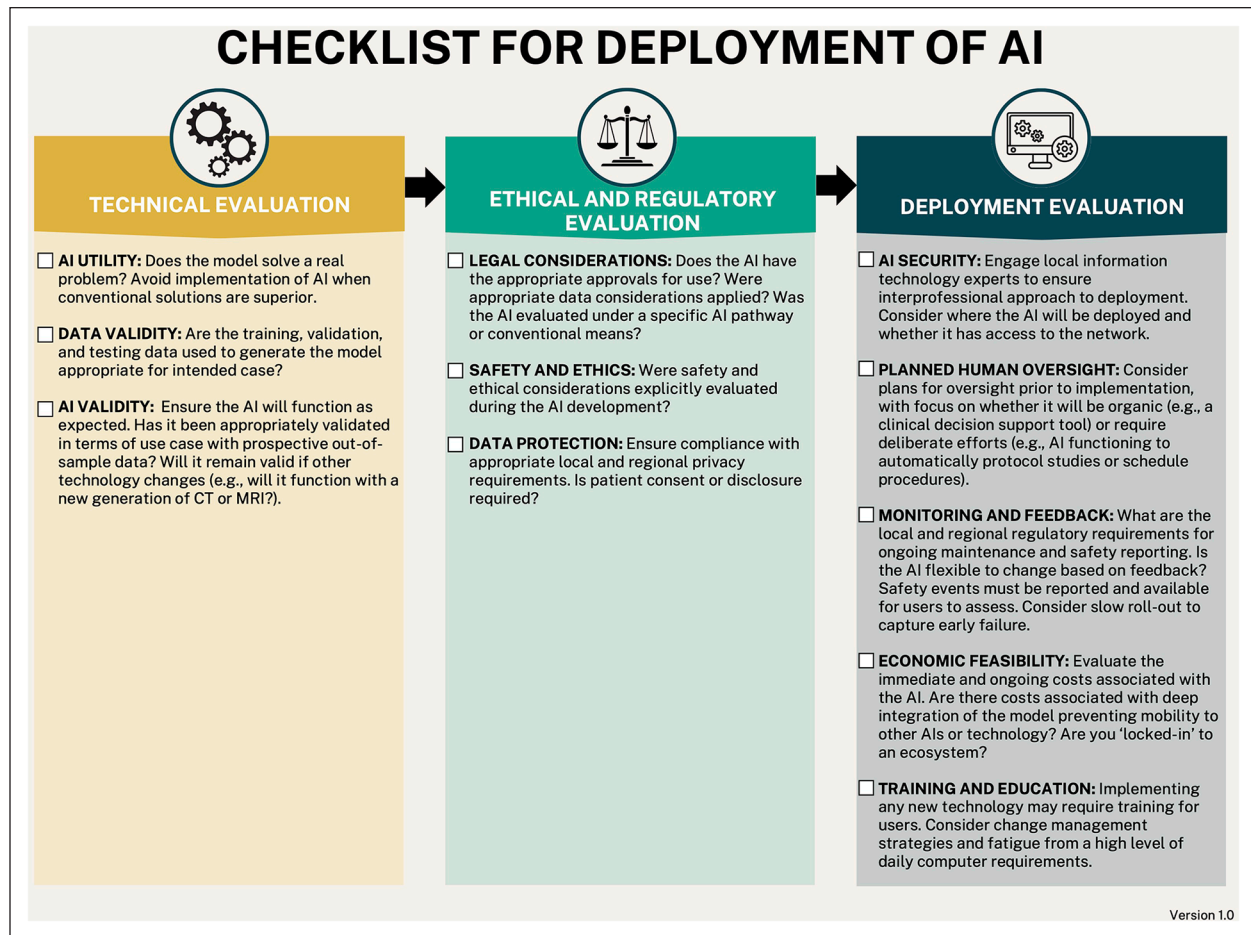 CHECKLIST FOR DEPLOYMENT OF AI
TECHNICAL EVALUATION
AI UTILITY: Does the model solve a real
problem? Avoid implementation of AI when
conventional solutions are superior.
DATA VALIDITY: Are the training, validation,
and testing data used to generate the model
appropriate for intended case?
AI VALIDITY: Ensure the AI will function as
expected. Has it been appropriately validated
in terms of use case with prospective out-of-
sample data? Will it remain valid if other
technology changes (e.g., will it function with a
new generation of CT or MRI?).
ETHICAL AND REGULATORY
EVALUATION
LEGAL CONSIDERATIONS: Does the AI have
the appropriate approvals for use? Were
appropriate data considerations applied? Was
the AI evaluated under a specific AI pathway
or conventional means?
SAFETY AND ETHICS: Were safety and
ethical considerations explicitly evaluated
during the AI development?
DATA PROTECTION: Ensure compliance with
appropriate local and regional privacy
requirements. Is patient consent or disclosure
required?
DEPLOYMENT EVALUATION
AI SECURITY: Engage local information
technology experts to ensure
interprofessional approach to deployment.
Consider where the AI will be deployed and
whether it has access to the network.
PLANNED HUMAN OVERSIGHT: Consider
plans for oversight prior to implementation,
with focus on whether it will be organic (e.g., a
clinical decision support tool) or require
deliberate efforts (e.g., AI functioning to
automatically protocol studies or schedule
procedures).
MONITORING AND FEEDBACK: What are the
local and regional regulatory requirements for
ongoing maintenance and safety reporting. Is
the AI flexible to change based on feedback?
Safety events must be reported and available
for users to assess. Consider slow roll-out to
capture early failure.
ECONOMIC FEASIBILITY: Evaluate the
immediate and ongoing costs associated with
the AI. Are there costs associated with deep
integration of the model preventing mobility to
other AIs or technology? Are you ‘locked-in’ to
an ecosystem?
TRAINING AND EDUCATION: Implementing
any new technology may require training for
users. Consider change management
strategies and fatigue from a high level of
daily computer requirements.
Version 1.0